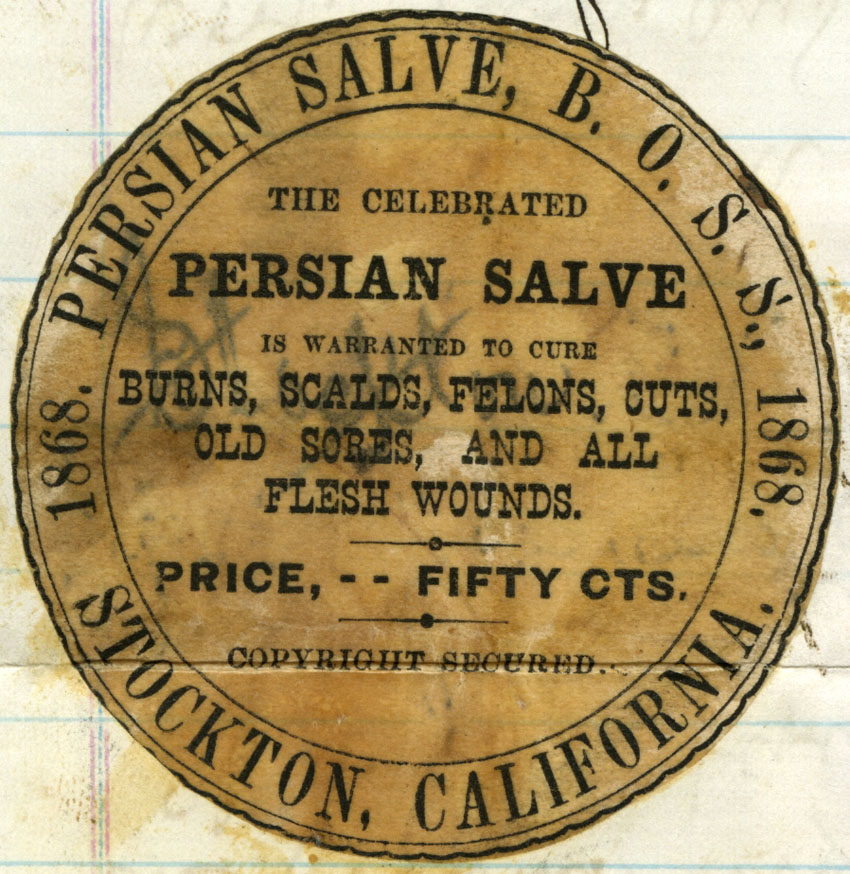 1868. PERSIAN SALVE, B. O. S. S., 1868.
THE CELEBRATED
PERSIAN SALVE
IS WARRANTED TO CURE
BURNS, SCALDS, FELONS, CUTS,
OLD SORES, AND ALL
FLESH WOUNDS.
PRICE, -- FIFTY CTS.
COPYRIGHT SECURED.
STOCKTON, CALIFORNIA.